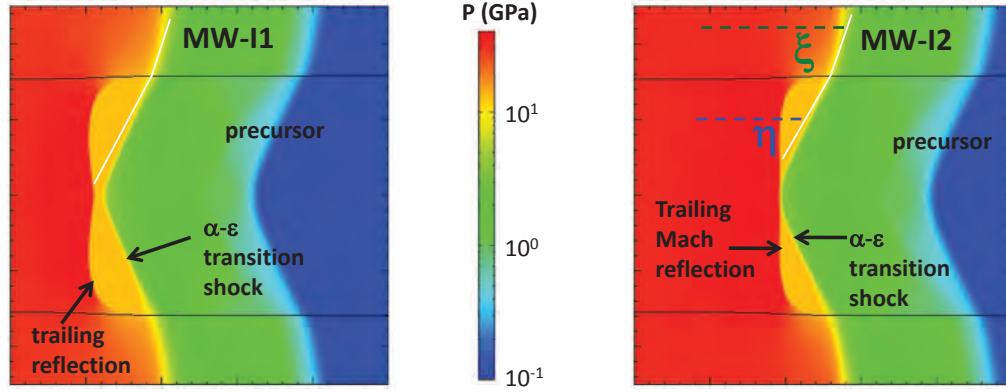 MW-I1
precursor
α-ε
transition
shock
trailing
reflection
P (GPa)
10¹
10⁰
10⁻¹
MW-I2
ξ
η
precursor
Trailing
Mach
reflection
α-ε
transition
shock